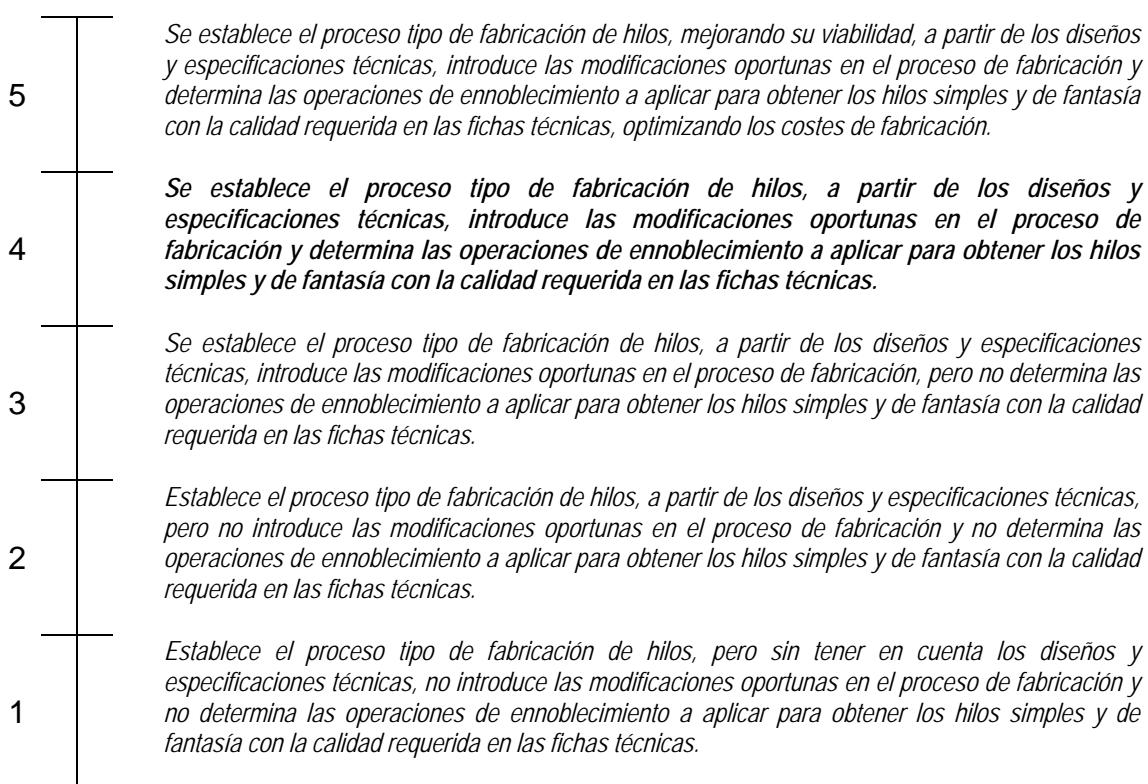 Se establece el proceso tipo de fabricación de hilos, mejorando su viabilidad, a partir de los diseños
y especificaciones técnicas, introduce las modificaciones oportunas en el proceso de fabricación y
5
determina las operaciones de ennoblecimiento a aplicar para obtener los hilos simples y de fantasía
con la calidad requerida en las fichas técnicas, optimizando los costes de fabricación.
Se establece el proceso tipo de fabricación de hilos, a partir de los diseños y
especificaciones técnicas, introduce las modificaciones oportunas en el proceso de
4
fabricación y determina las operaciones de ennoblecimiento a aplicar para obtener los hilos
simples y de fantasía con la calidad requerida en las fichas técnicas.
Se establece el proceso tipo de fabricación de hilos, a partir de los diseños y especificaciones
técnicas, introduce las modificaciones oportunas en el proceso de fabricación, pero no determina las
3
operaciones de ennoblecimiento a aplicar para obtener los hilos simples y de fantasía con la calidad
requerida en las fichas técnicas.
Establece el proceso tipo de fabricación de hilos, a partir de los diseños y especificaciones técnicas,
pero no introduce las modificaciones oportunas en el proceso de fabricación y no determina las
2
operaciones de ennoblecimiento a aplicar para obtener los hilos simples y de fantasía con la calidad
requerida en las fichas técnicas.
Establece el proceso tipo de fabricación de hilos, pero sin tener en cuenta los diseños y
especificaciones técnicas, no introduce las modificaciones oportunas en el proceso de fabricación y
1
no determina las operaciones de ennoblecimiento a aplicar para obtener los hilos simples y de
fantasía con la calidad requerida en las fichas técnicas.